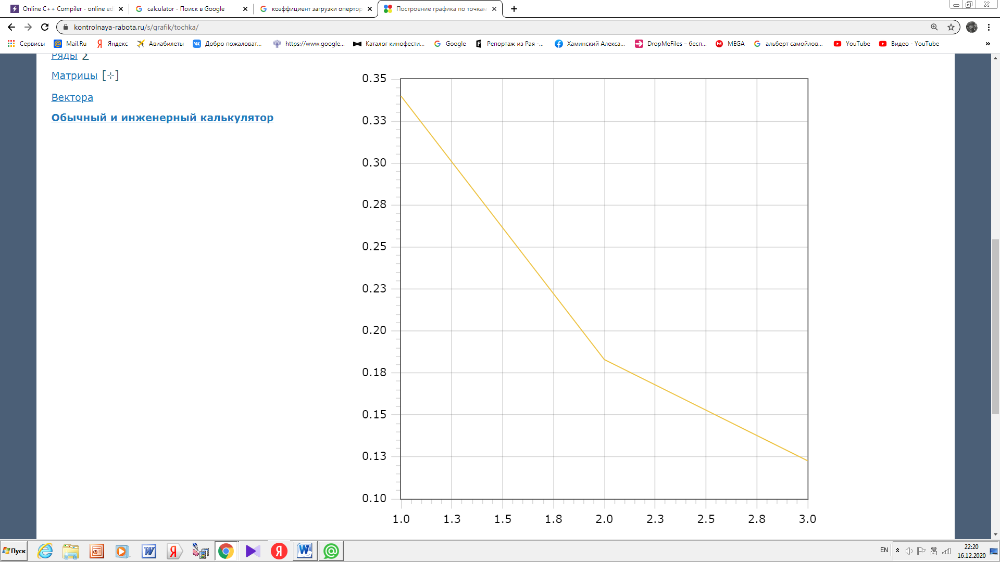 Online C++ Compiler - online ed
calculator - Поиск в Google
коэффициент загрузки опертор
Построение графика по точкам
kontrolnaya-rabota.ru/s/grafik/tochka/
Сервисы
Mail.Ru
Яндекс
Авиабилеты
Добро пожаловат...
https://www.google...
Каталог кинофести...
Google
Репортаж из Рая -...
Хаминский Алекса...
DropMeFiles – бесп...
MEGA
альберт самойлов...
YouTube
Видео - YouTube
»
Ряды Σ
Матрицы [⊹]
Вектора
Обычный и инженерный калькулятор
0.35
0.33
0.30
0.28
0.25
0.23
0.20
0.18
0.15
0.13
0.10
1.0 1.3 1.5 1.8 2.0 2.3 2.5 2.8 3.0
Пуск
EN
22:20
16.12.2020